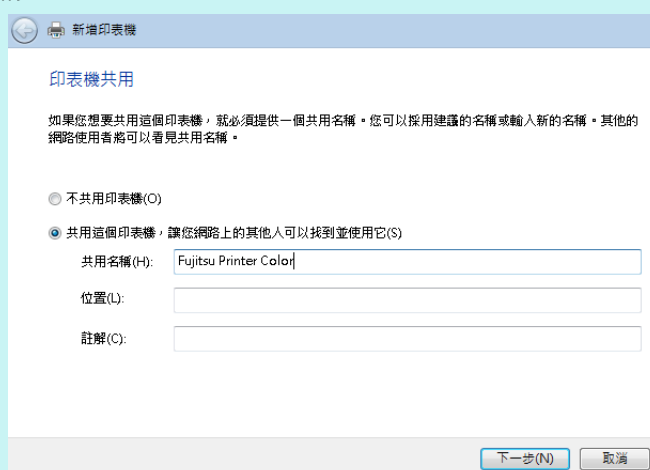 新增印表機
印表機共用
如果您想要共用這個印表機，就必須提供一個共用名稱。您可以採用建議的名稱或輸入新的名稱。其他的
網路使用者將可以看見共用名稱。
不共用印表機(O)
共用這個印表機，讓您網路上的其他人可以找到並使用它(S)
共用名稱(H): Fujitsu Printer Color
位置(L):
註解(C):
下一步(N) 取消